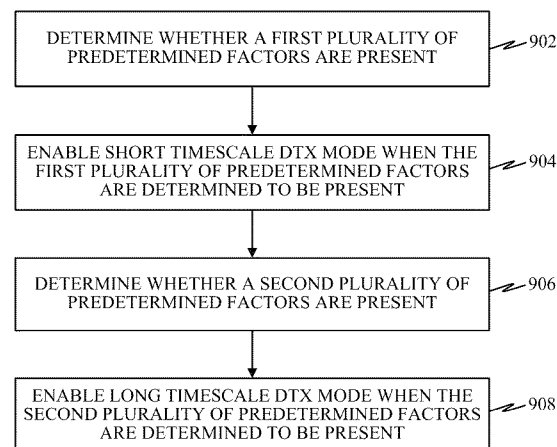 DETERMINE WHETHER A FIRST PLURALITY OF
PREDETERMINED FACTORS ARE PRESENT
902
ENABLE SHORT TIMESCALE DTX MODE WHEN THE
FIRST PLURALITY OF PREDETERMINED FACTORS
ARE DETERMINED TO BE PRESENT
904
DETERMINE WHETHER A SECOND PLURALITY OF
PREDETERMINED FACTORS ARE PRESENT
906
ENABLE LONG TIMESCALE DTX MODE WHEN THE
SECOND PLURALITY OF PREDETERMINED FACTORS
ARE DETERMINED TO BE PRESENT
908